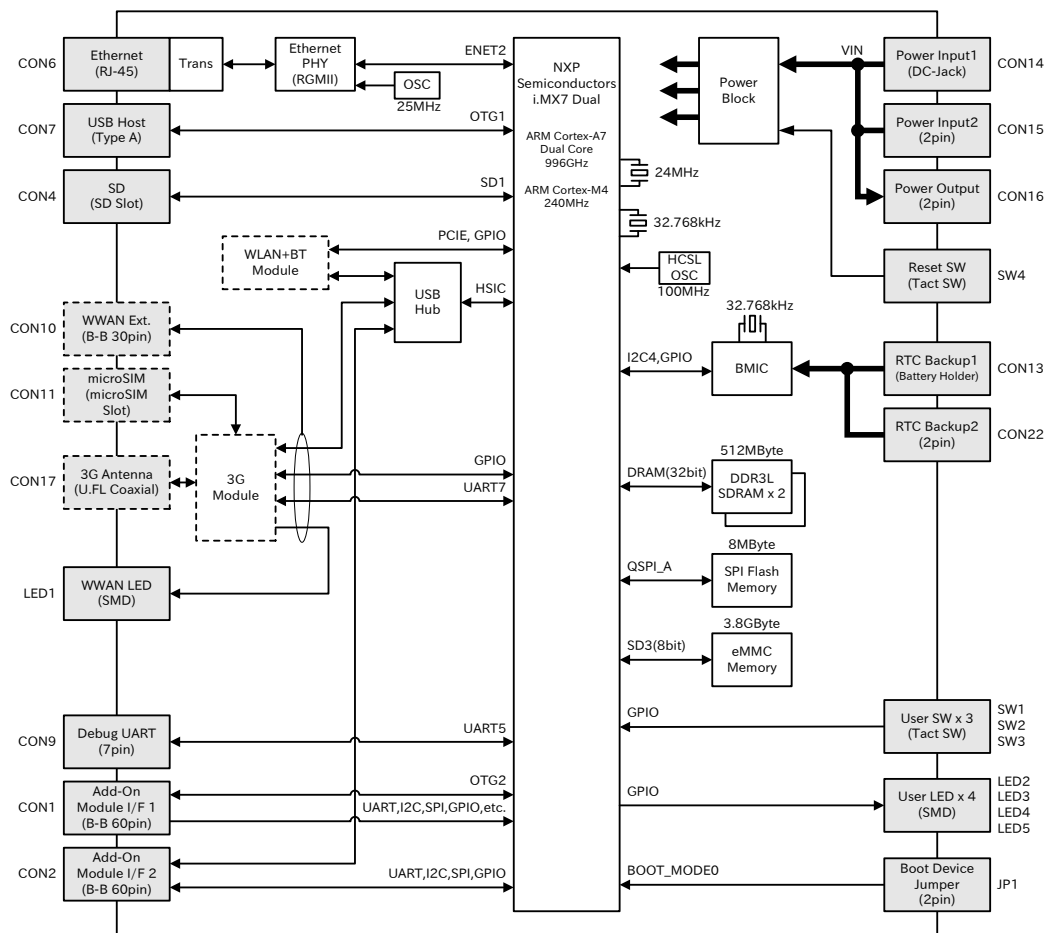 CON6
Ethernet
(RJ-45)
Trans
Ethernet
PHY
(RGMII)
ENET2
OSC
25MHz
CON7
USB Host
(Type A)
OTG1
CON4
SD
(SD Slot)
SD1
PCIE, GPIO
WLAN+BT
Module
USB
Hub
HSIC
CON10
WWAN Ext.
(B-B 30pin)
CON11
microSIM
(microSIM
Slot)
CON17
3G Antenna
(U.FL Coaxial)
3G
Module
GPIO
UART7
LED1
WWAN LED
(SMD)
CON9
Debug UART
(7pin)
UART5
CON1
Add-On
Module I/F 1
(B-B 60pin)
OTG2
UART,I2C,SPI,GPIO,etc.
CON2
Add-On
Module I/F 2
(B-B 60pin)
UART,I2C,SPI,GPIO
NXP
Semiconductors
i.MX7 Dual
ARM Cortex-A7
Dual Core
996GHz
ARM Cortex-M4
240MHz
24MHz
32.768kHz
HCSL
OSC
100MHz
Power
Block
VIN
Power Input1
(DC-Jack)
CON14
Power Input2
(2pin)
CON15
Power Output
(2pin)
CON16
Reset SW
(Tact SW)
SW4
32.768kHz
I2C4,GPIO
BMIC
RTC Backup1
(Battery Holder)
CON13
RTC Backup2
(2pin)
CON22
512MByte
DRAM(32bit)
DDR3L
SDRAM x 2
8MByte
QSPI_A
SPI Flash
Memory
3.8GByte
SD3(8bit)
eMMC
Memory
GPIO
User SW x 3
(Tact SW)
SW1
SW2
SW3
GPIO
User LED x 4
(SMD)
LED2
LED3
LED4
LED5
BOOT_MODE0
Boot Device
Jumper
(2pin)
JP1